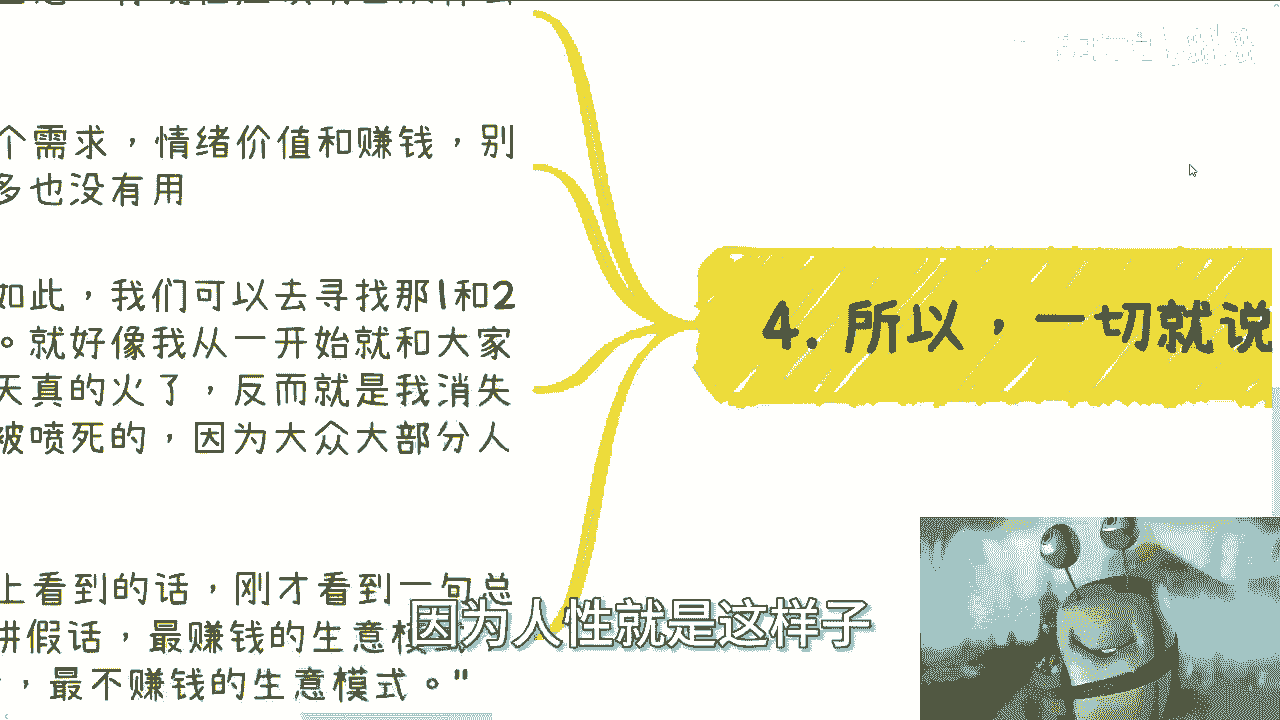 个需求，情绪价值和赚钱，别
多也没有用
如此，我们可以去寻找那1和2
。就好像我从一开始就和大家
天真的火了，反而就是我消失
被喷死的，因为大众大部分人
4. 所以，一切就说
上看到的话，刚才看到一句总
讲假话，最赚钱的生意模
，最不赚钱的生意模式。"
因为人性就是这样子